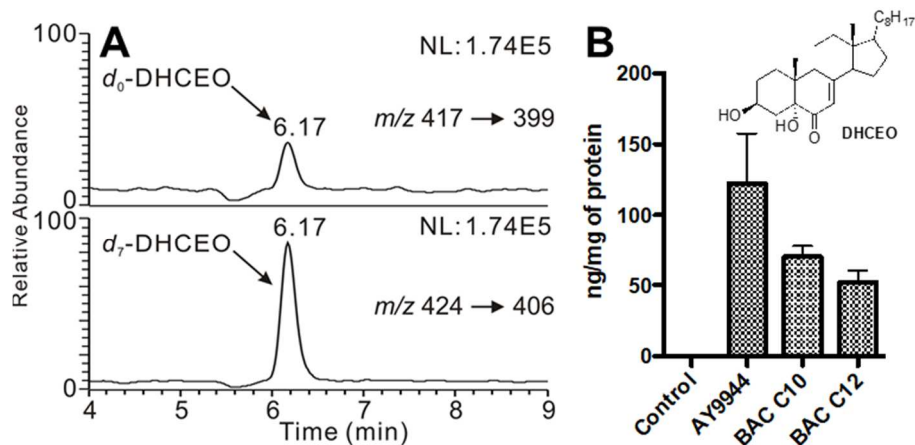 A
100
NL:1.74E5
d0-DHCEO
6.17
m/z 417 → 399
0
100
6.17
NL:1.74E5
d7-DHCEO
m/z 424 → 406
0
Relative Abundance
4 5 6 7 8 9
Time (min)
B
C8H17
HO
OH
O
DHCEO
200
150
100
50
0
ng/mg of protein
Control
AY9944
BAC C10
BAC C12